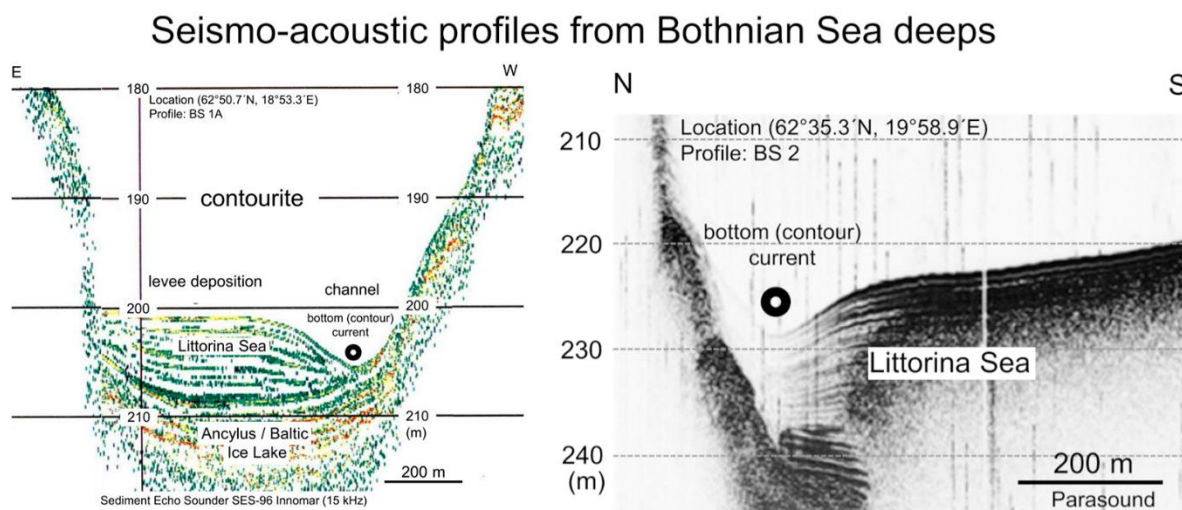 Seismo-acoustic profiles from Bothnian Sea deeps
E
W
180
180
Location (62°50.7´N, 18°53.3´E)
Profile: BS 1A
190
190
contourite
levee deposition
channel
200
200
bottom (contour)
current
Littorina Sea
210
210
(m)
Ancylus / Baltic
Ice Lake
200 m
Sediment Echo Sounder SES-96 Innomar (15 kHz)
N
S
Location (62°35.3´N, 19°58.9´E)
Profile: BS 2
210
220
bottom (contour)
current
230
Littorina Sea
240
(m)
200 m
Parasound